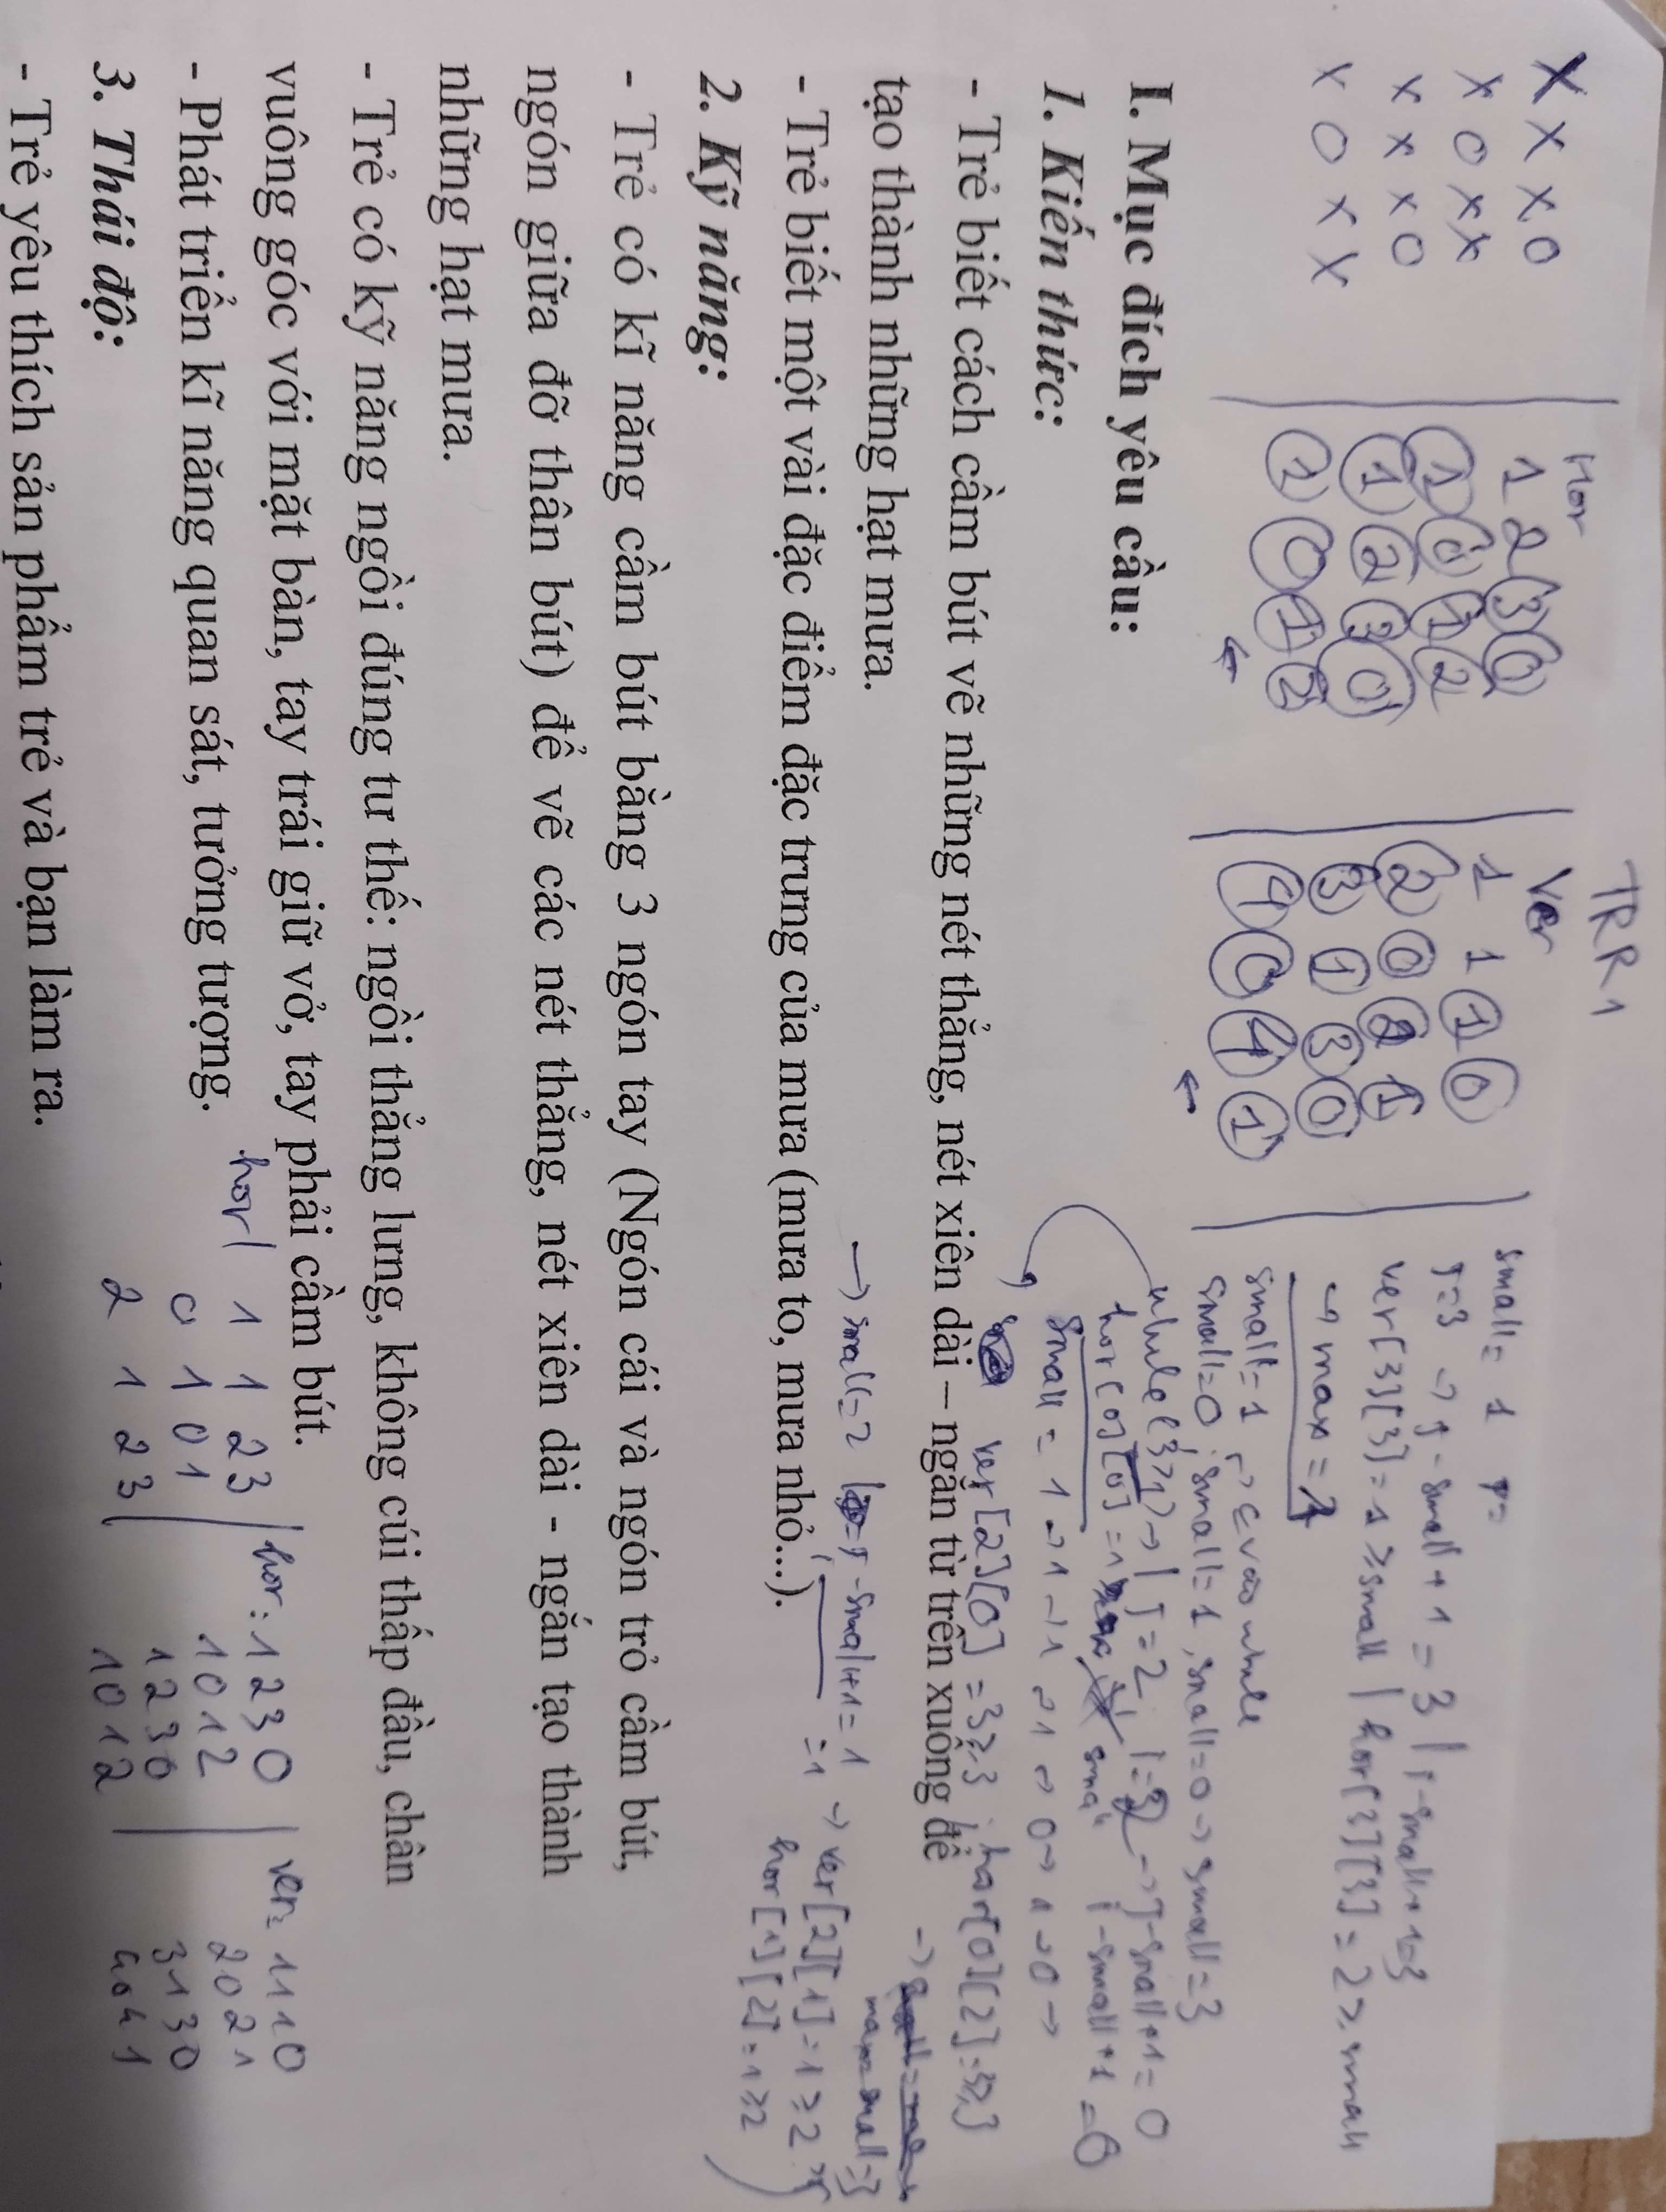 TRR1
X X X 0
X 0 X X
X X X 0
X 0 X X
Hor
1 2 3 0
1 0 1 2
1 2 3 0
1 0 1 2
Ver
1 1 1 0
2 0 2 1
3 1 3 0
4 0 4 1
small = 1
J=3 → J - small + 1 = 3 | i - small + 1 = 3
ver[3][3] = 1 ≥ small | hor[3][3] = 2 ≥ small
↪ max = 1
small = 1 ↪ ∈ vào while
small=0, small=1, small=0 → small=3
while(3>1) → | J=2, i=3 → J-small+1=0
hor[0][0] = 1
i-small+1=0
small = 1 → 1 → 1 → 1 → 0 → 1 → 0 →
ver[2][0] = 3≥3
I. Mục đích yêu cầu:
1. Kiến thức:
- Trẻ biết cách cầm bút vẽ những nét thẳng, nét xiên dài – ngắn từ trên xuống để
tạo thành những hạt mưa.
→ small=2
J-small+1=1
=1 → ver[2][1]=1≥2
hor[1][2]=1≥2
- Trẻ biết một vài đặc điểm đặc trưng của mưa (mưa to, mưa nhỏ...).
2. Kỹ năng:
- Trẻ có kĩ năng cầm bút bằng 3 ngón tay (Ngón cái và ngón trỏ cầm bút,
ngón giữa đỡ thân bút) để vẽ các nét thẳng, nét xiên dài - ngắn tạo thành
những hạt mưa.
- Trẻ có kỹ năng ngồi đúng tư thế: ngồi thẳng lưng, không cúi thấp đầu, chân
vuông góc với mặt bàn, tay trái giữ vở, tay phải cầm bút.
- Phát triển kĩ năng quan sát, tưởng tượng.
3. Thái độ:
- Trẻ yêu thích sản phẩm trẻ và bạn làm ra.
hor
1 1 2 3
0 1 0 1
2 1 2 3
hor: 1 2 3 0
1 0 1 2
1 2 3 0
1 0 1 2
ver: 1 1 1 0
2 0 2 1
3 1 3 0
4 0 4 1